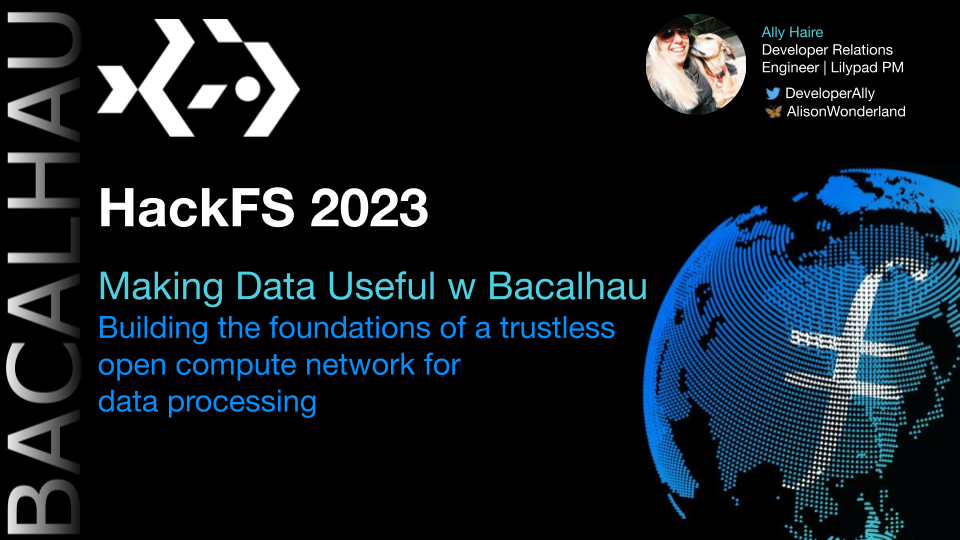 BACALHAU
Ally Haire
Developer Relations
Engineer | Lilypad PM
DeveloperAlly
AlisonWonderland
HackFS 2023
Making Data Useful w Bacalhau
Building the foundations of a trustless
open compute network for
data processing